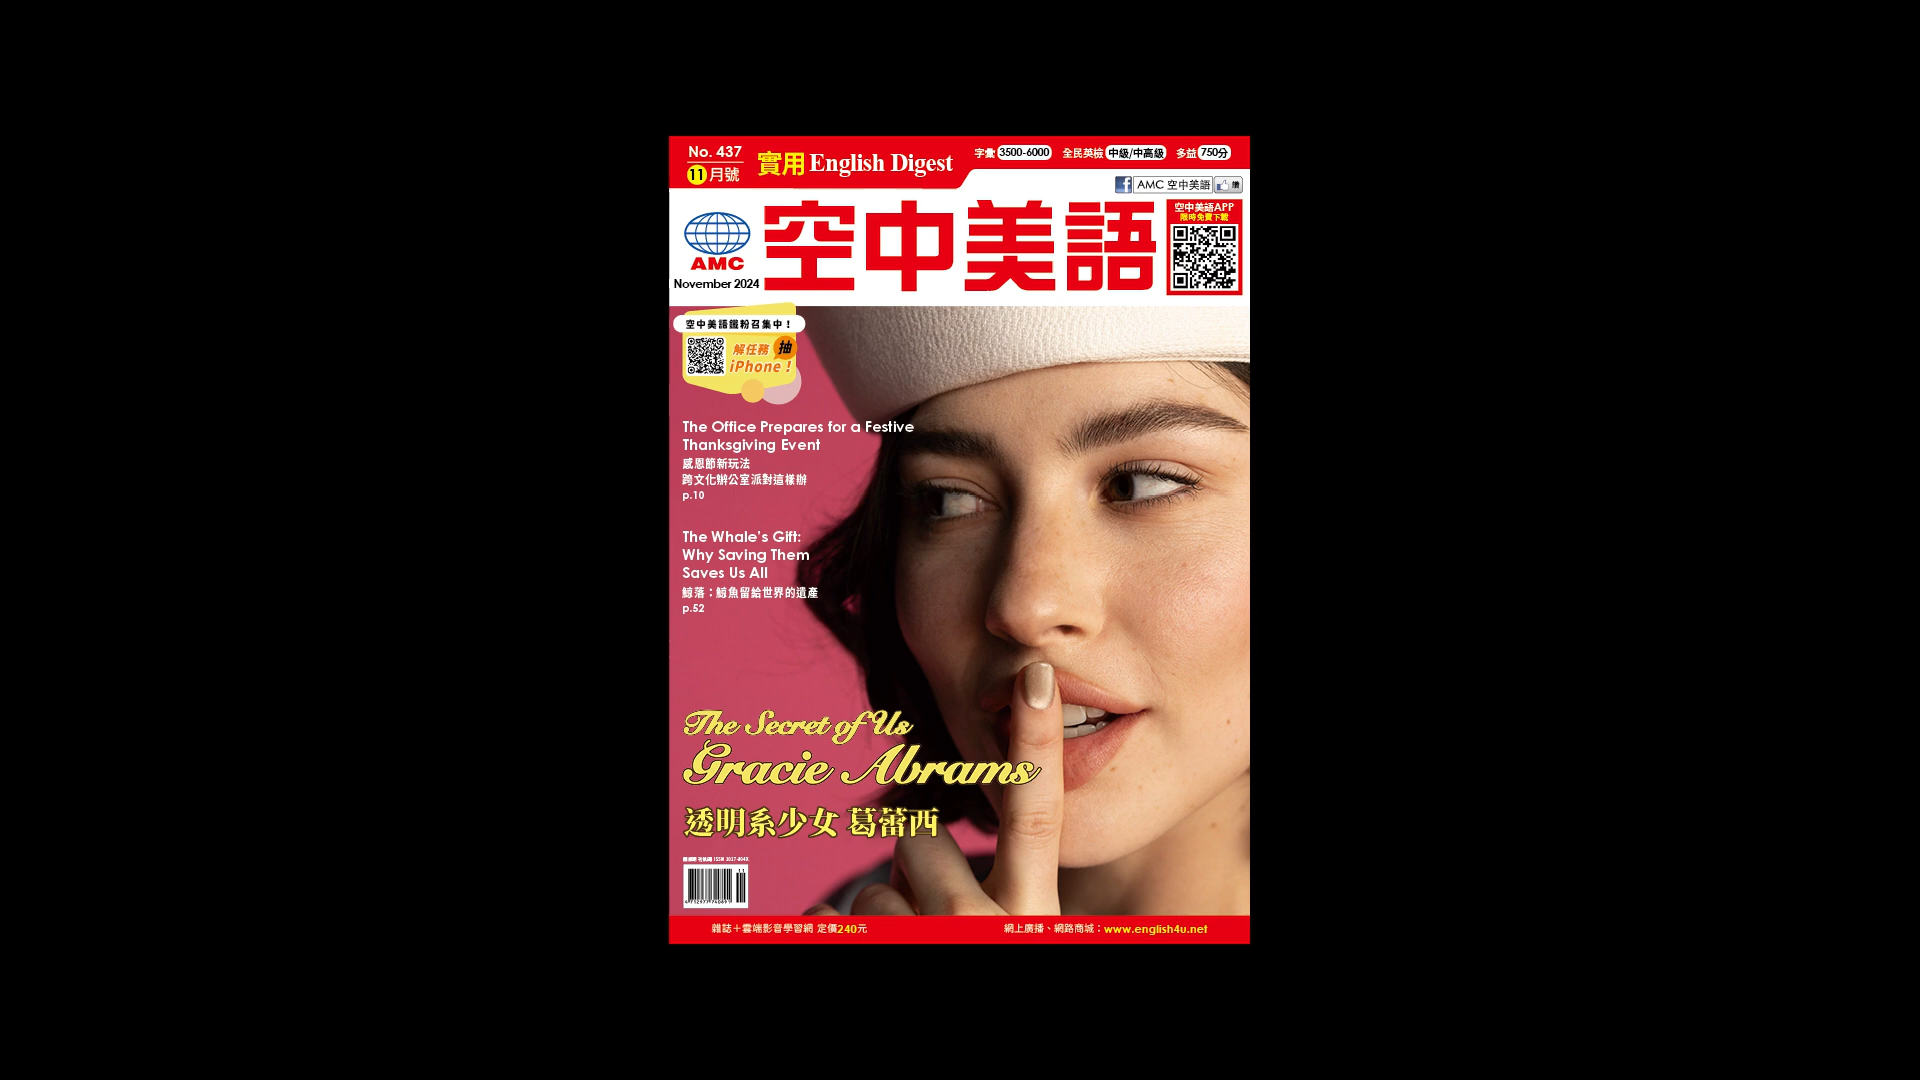 No. 437
11月號
實用 English Digest
字彙 3500-6000 全民英檢 中級/中高級 多益 750分
AMC 空中美語 讚
AMC
November 2024
空中美語
空中美語APP
限時免費下載
空中美語鐵粉召集中！
解任務 抽
iPhone！
The Office Prepares for a Festive
Thanksgiving Event
感恩節新玩法
跨文化辦公室派對這樣辦
p.10
The Whale's Gift:
Why Saving Them
Saves Us All
鯨落：鯨魚留給世界的遺產
p.52
The Secret of Us
Gracie Abrams
透明系少女 葛蕾西
雜誌＋雲端影音學習網 定價240元
網上廣播、網路商城：www.english4u.net